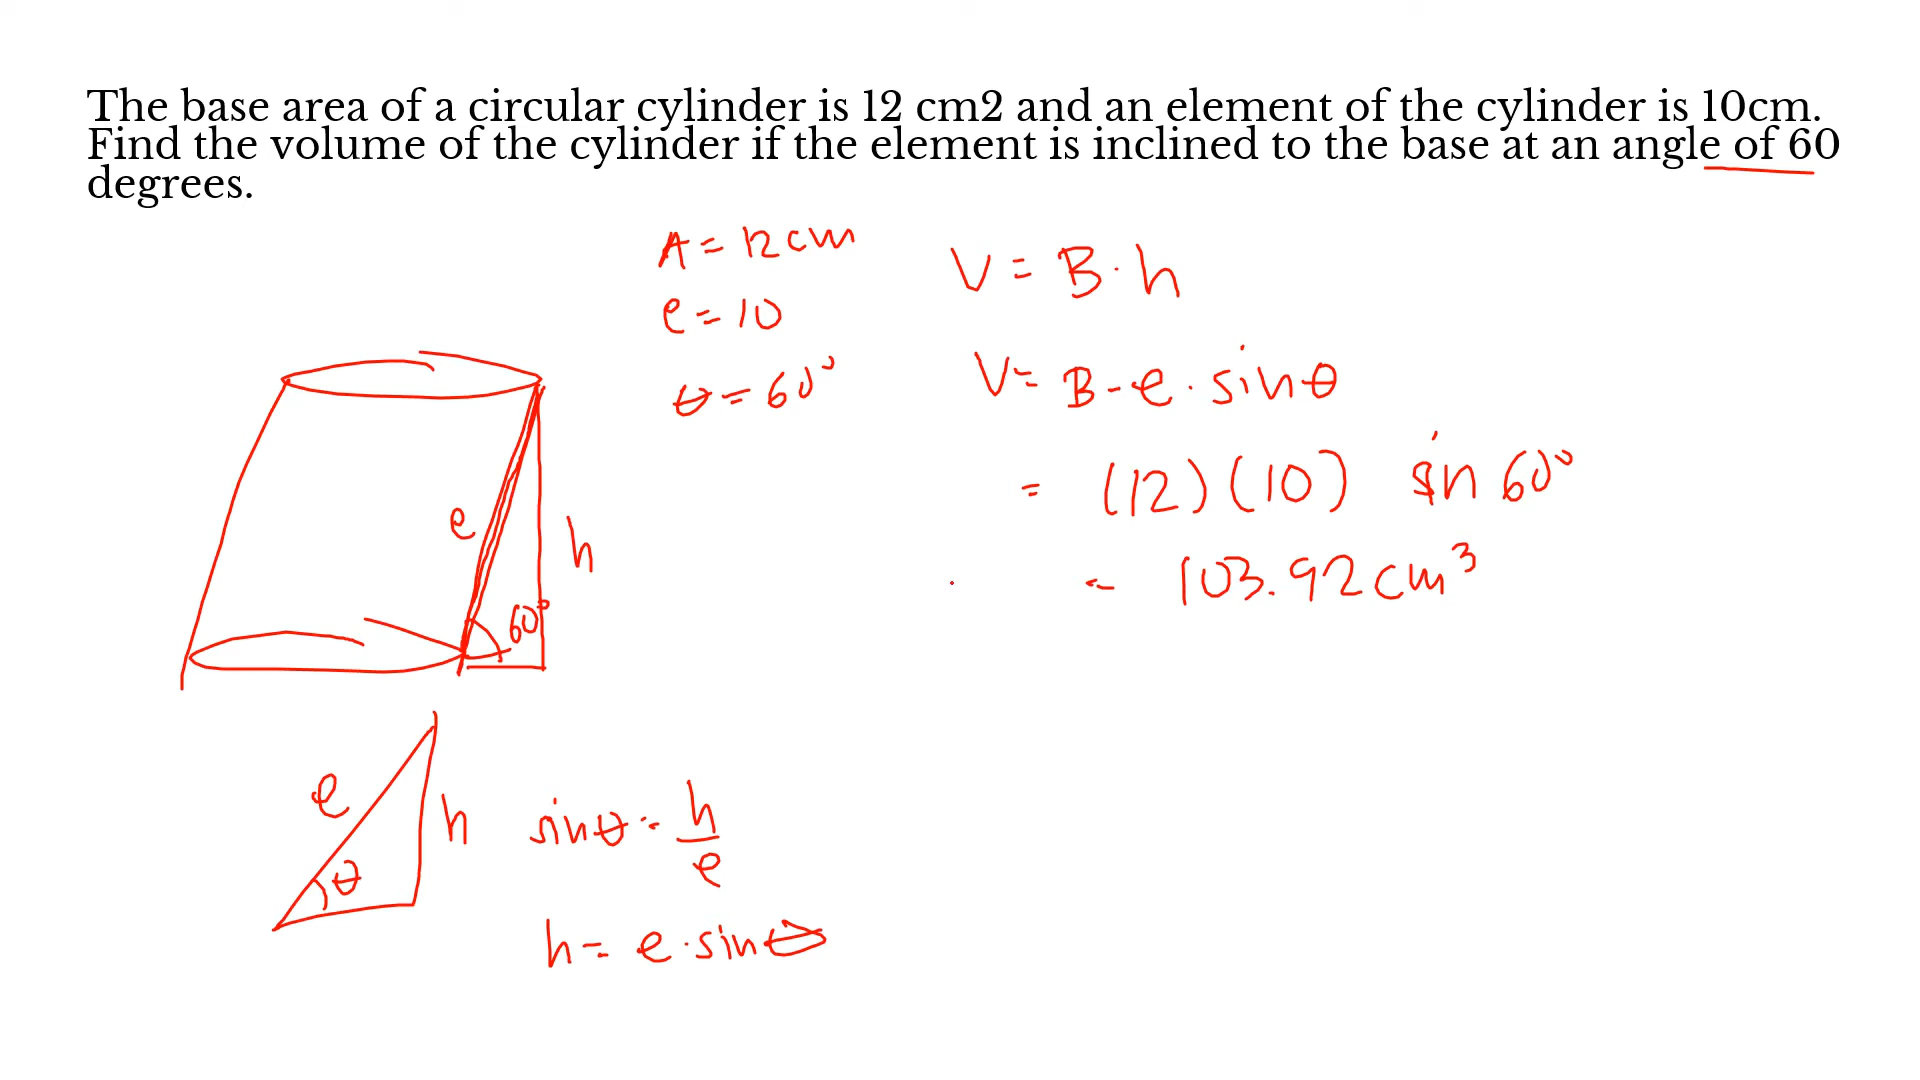 The base area of a circular cylinder is 12 cm2 and an element of the cylinder is 10cm.
Find the volume of the cylinder if the element is inclined to the base at an angle of 60
degrees.
A = 12cm
e = 10
θ = 60°
V = B · h
V = B - e · sinθ
= (12)(10) sin 60°
= 103.92cm³
e
h
60°
e
h
θ
sinθ = h/e
h = e · sinθ